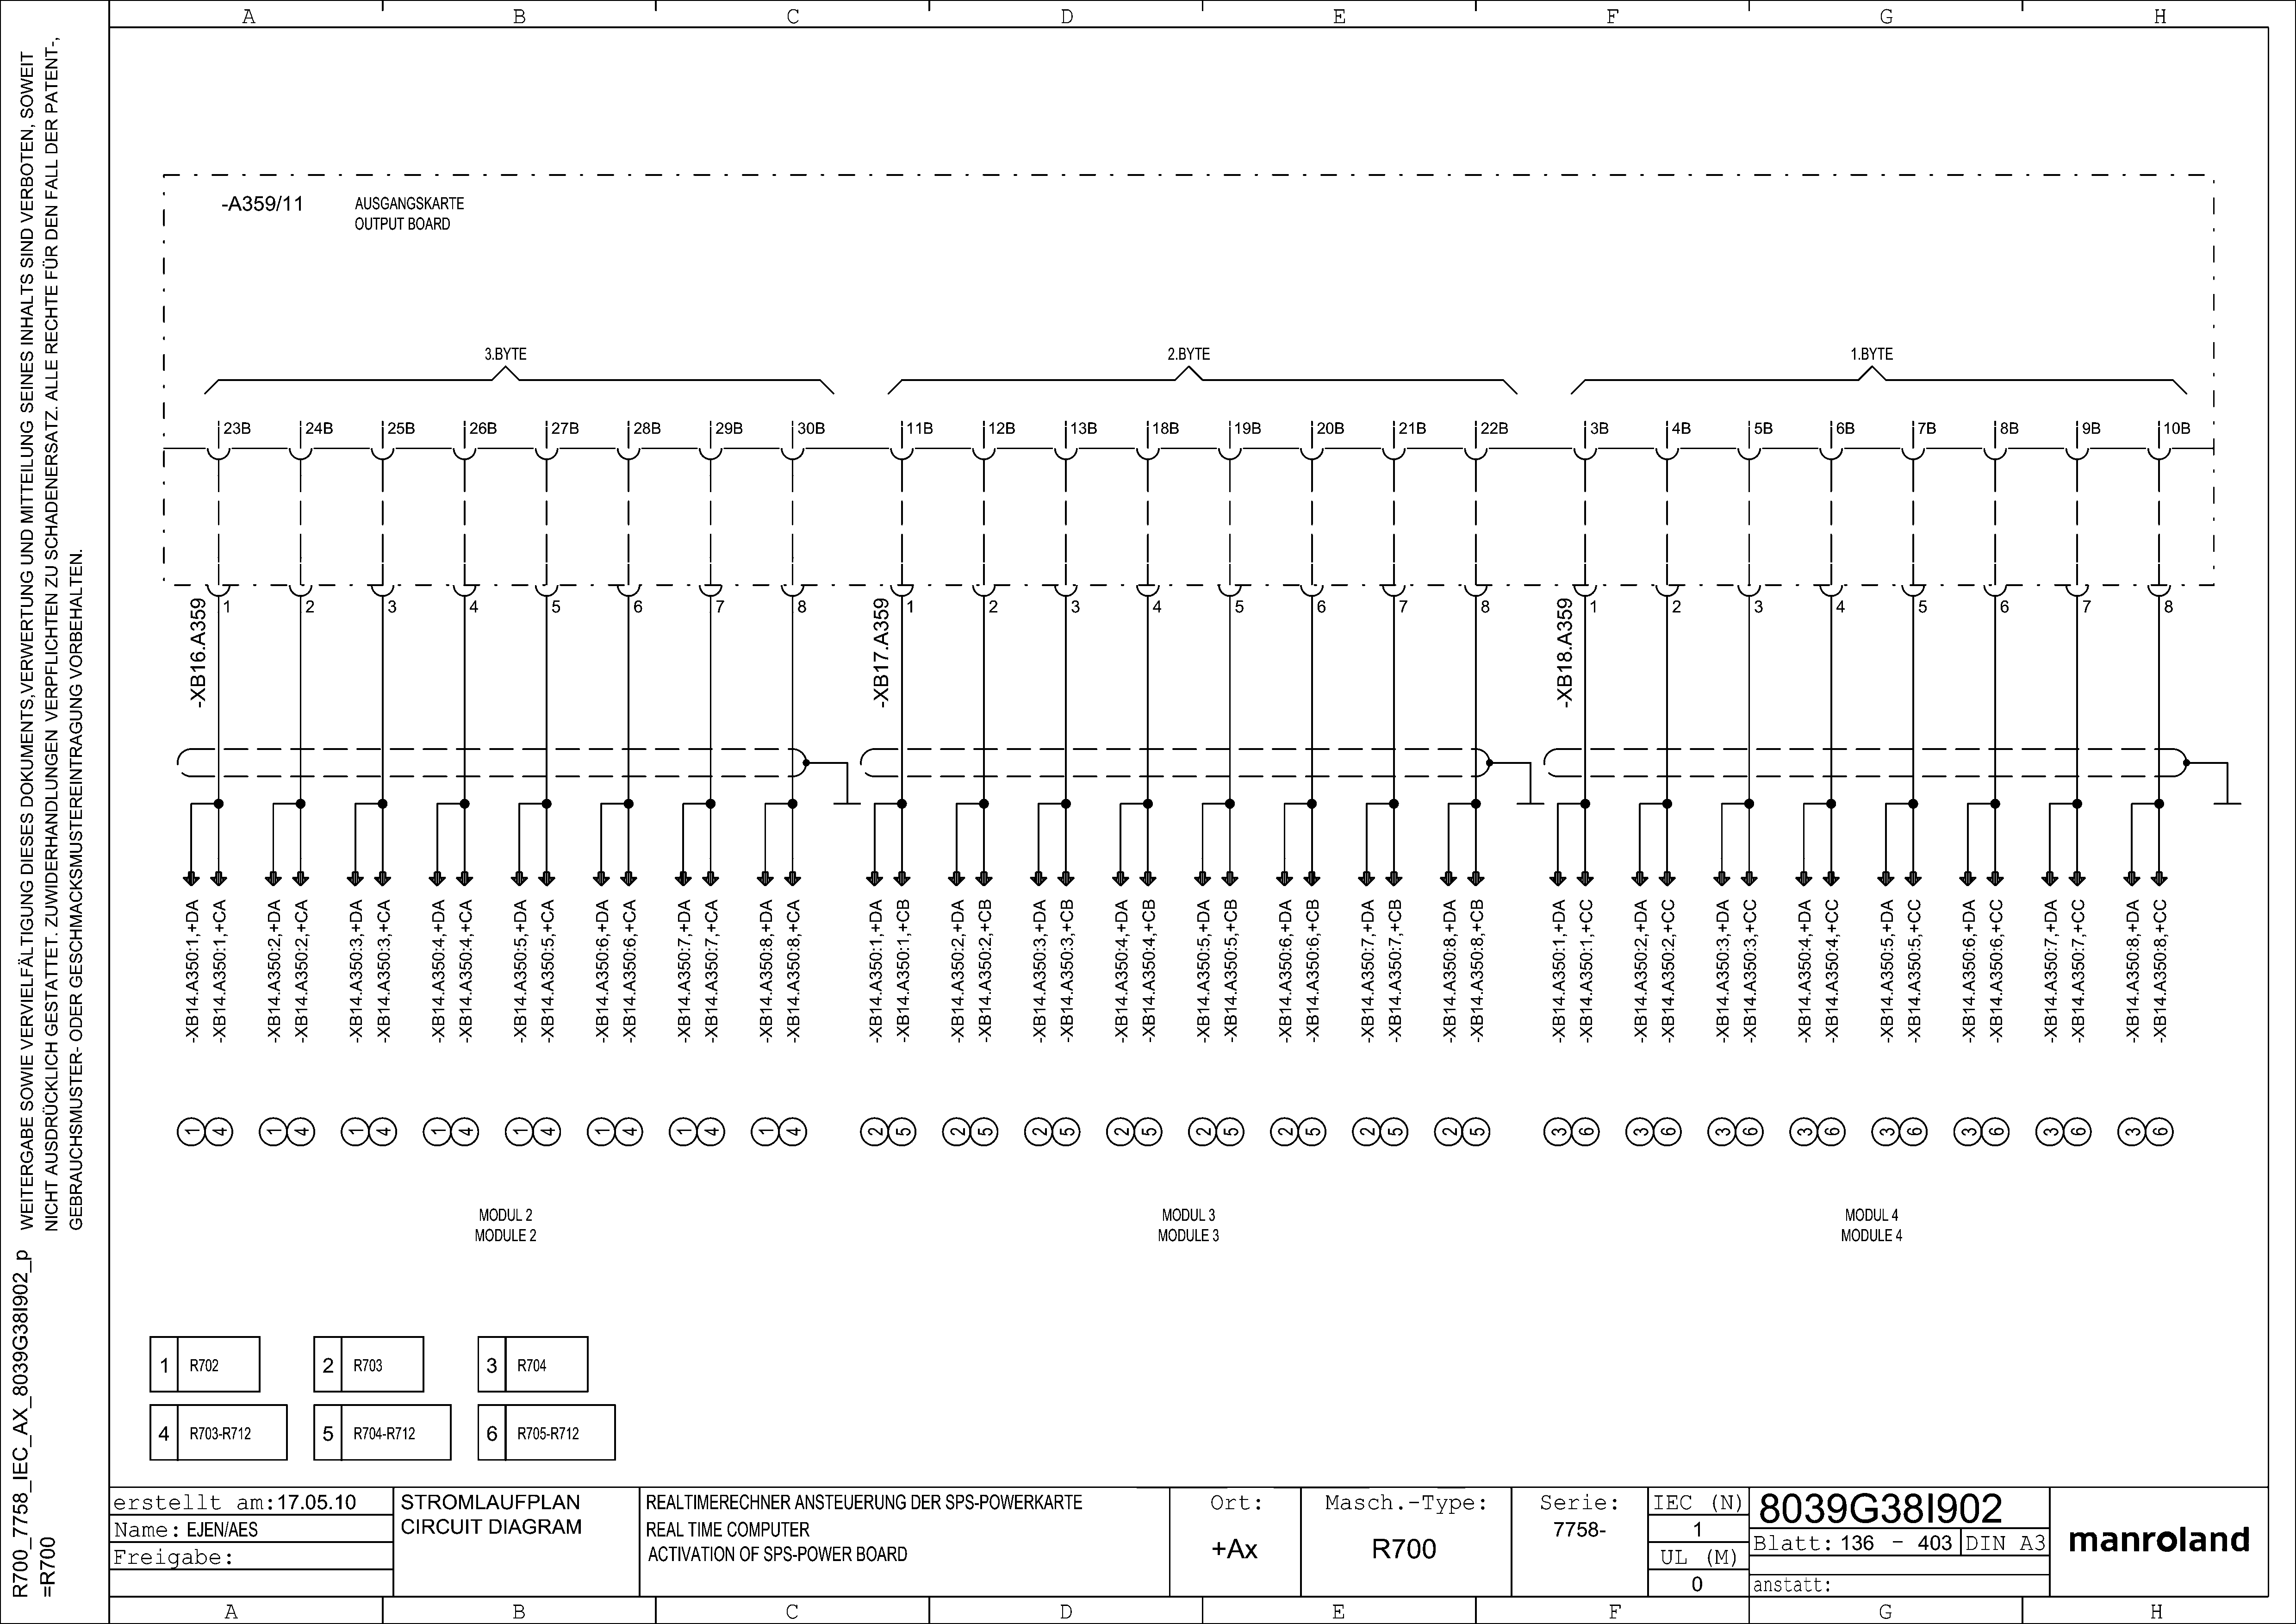 A B C D E F G H
WEITERGABE SOWIE VERVIELFÄLTIGUNG DIESES DOKUMENTS,VERWERTUNG UND MITTEILUNG SEINES INHALTS SIND VERBOTEN, SOWEIT
NICHT AUSDRÜCKLICH GESTATTET. ZUWIDERHANDLUNGEN VERPFLICHTEN ZU SCHADENERSATZ. ALLE RECHTE FÜR DEN FALL DER PATENT-,
GEBRAUCHSMUSTER- ODER GESCHMACKSMUSTEREINTRAGUNG VORBEHALTEN.
R700_7758_IEC_AX_8039G38I902_p
=R700
-A359/11 AUSGANGSKARTE
OUTPUT BOARD
3.BYTE 2.BYTE 1.BYTE
23B 24B 25B 26B 27B 28B 29B 30B 11B 12B 13B 18B 19B 20B 21B 22B 3B 4B 5B 6B 7B 8B 9B 10B
-XB16.A359 1 2 3 4 5 6 7 8 -XB17.A359 1 2 3 4 5 6 7 8 -XB18.A359 1 2 3 4 5 6 7 8
-XB14.A350:1,+DA
-XB14.A350:1,+CA
-XB14.A350:2,+DA
-XB14.A350:2,+CA
-XB14.A350:3,+DA
-XB14.A350:3,+CA
-XB14.A350:4,+DA
-XB14.A350:4,+CA
-XB14.A350:5,+DA
-XB14.A350:5,+CA
-XB14.A350:6,+DA
-XB14.A350:6,+CA
-XB14.A350:7,+DA
-XB14.A350:7,+CA
-XB14.A350:8,+DA
-XB14.A350:8,+CA
-XB14.A350:1,+DA
-XB14.A350:1,+CB
-XB14.A350:2,+DA
-XB14.A350:2,+CB
-XB14.A350:3,+DA
-XB14.A350:3,+CB
-XB14.A350:4,+DA
-XB14.A350:4,+CB
-XB14.A350:5,+DA
-XB14.A350:5,+CB
-XB14.A350:6,+DA
-XB14.A350:6,+CB
-XB14.A350:7,+DA
-XB14.A350:7,+CB
-XB14.A350:8,+DA
-XB14.A350:8,+CB
-XB14.A350:1,+DA
-XB14.A350:1,+CC
-XB14.A350:2,+DA
-XB14.A350:2,+CC
-XB14.A350:3,+DA
-XB14.A350:3,+CC
-XB14.A350:4,+DA
-XB14.A350:4,+CC
-XB14.A350:5,+DA
-XB14.A350:5,+CC
-XB14.A350:6,+DA
-XB14.A350:6,+CC
-XB14.A350:7,+DA
-XB14.A350:7,+CC
-XB14.A350:8,+DA
-XB14.A350:8,+CC
1 4 1 4 1 4 1 4 1 4 1 4 1 4 1 4 2 5 2 5 2 5 2 5 2 5 2 5 2 5 2 5 3 6 3 6 3 6 3 6 3 6 3 6 3 6 3 6
MODUL 2 MODUL 3 MODUL 4
MODULE 2 MODULE 3 MODULE 4
1 R702 2 R703 3 R704
4 R703-R712 5 R704-R712 6 R705-R712
erstellt am:17.05.10
Name: EJEN/AES
Freigabe:
STROMLAUFPLAN
CIRCUIT DIAGRAM
REALTIMERECHNER ANSTEUERUNG DER SPS-POWERKARTE
REAL TIME COMPUTER
ACTIVATION OF SPS-POWER BOARD
Ort:
+Ax
Masch.-Type:
R700
Serie:
7758-
IEC (N)
1
UL (M)
0
8039G38I902
Blatt: 136 - 403 DIN A3
anstatt:
manroland
A B C D E F G H